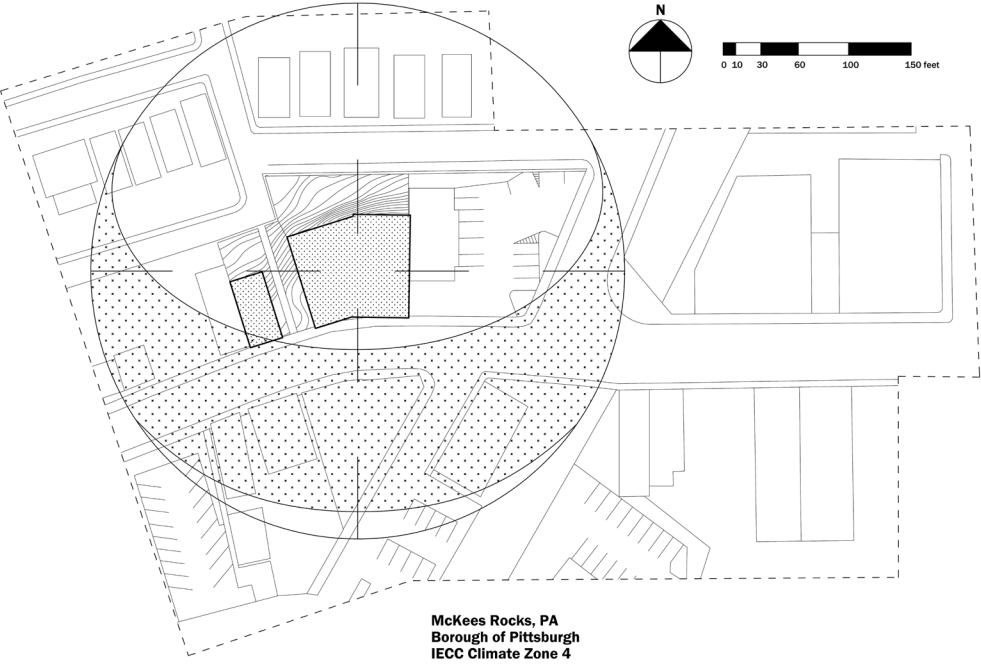 N
0 10 30 60 100 150 feet
McKees Rocks, PA
Borough of Pittsburgh
IECC Climate Zone 4